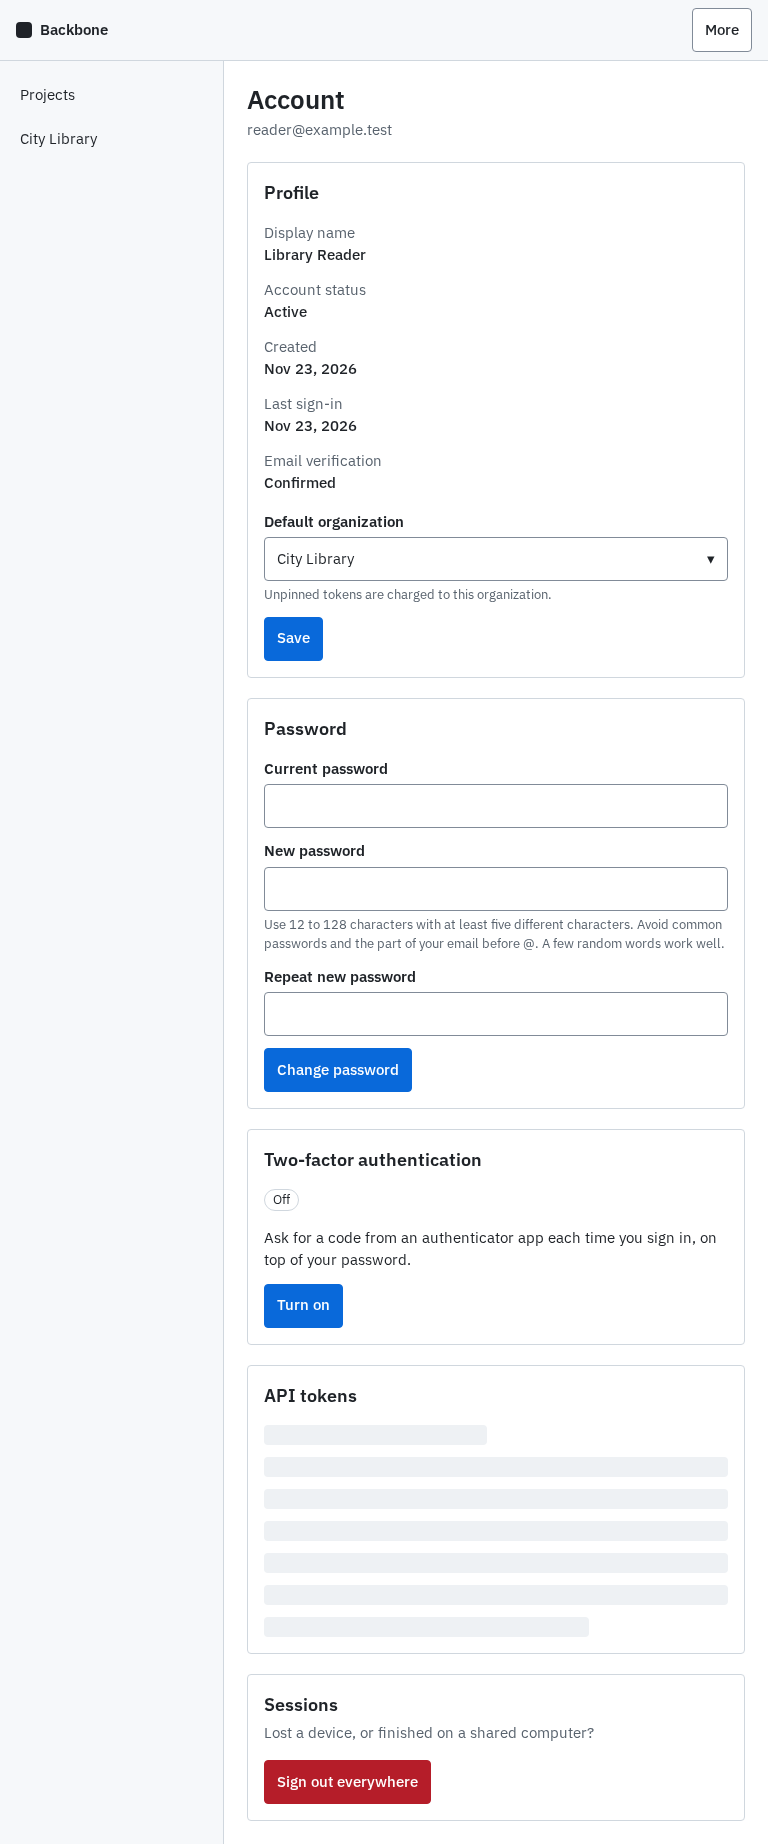 Backbone
More
Projects
City Library
Account
reader@example.test
Profile
Display name
Library Reader
Account status
Active
Created
Nov 23, 2026
Last sign-in
Nov 23, 2026
Email verification
Confirmed
Default organization
City Library
Unpinned tokens are charged to this organization.
Save
Password
Current password
New password
Use 12 to 128 characters with at least five different characters. Avoid common
passwords and the part of your email before @. A few random words work well.
Repeat new password
Change password
Two-factor authentication
Off
Ask for a code from an authenticator app each time you sign in, on
top of your password.
Turn on
API tokens
Sessions
Lost a device, or finished on a shared computer?
Sign out everywhere